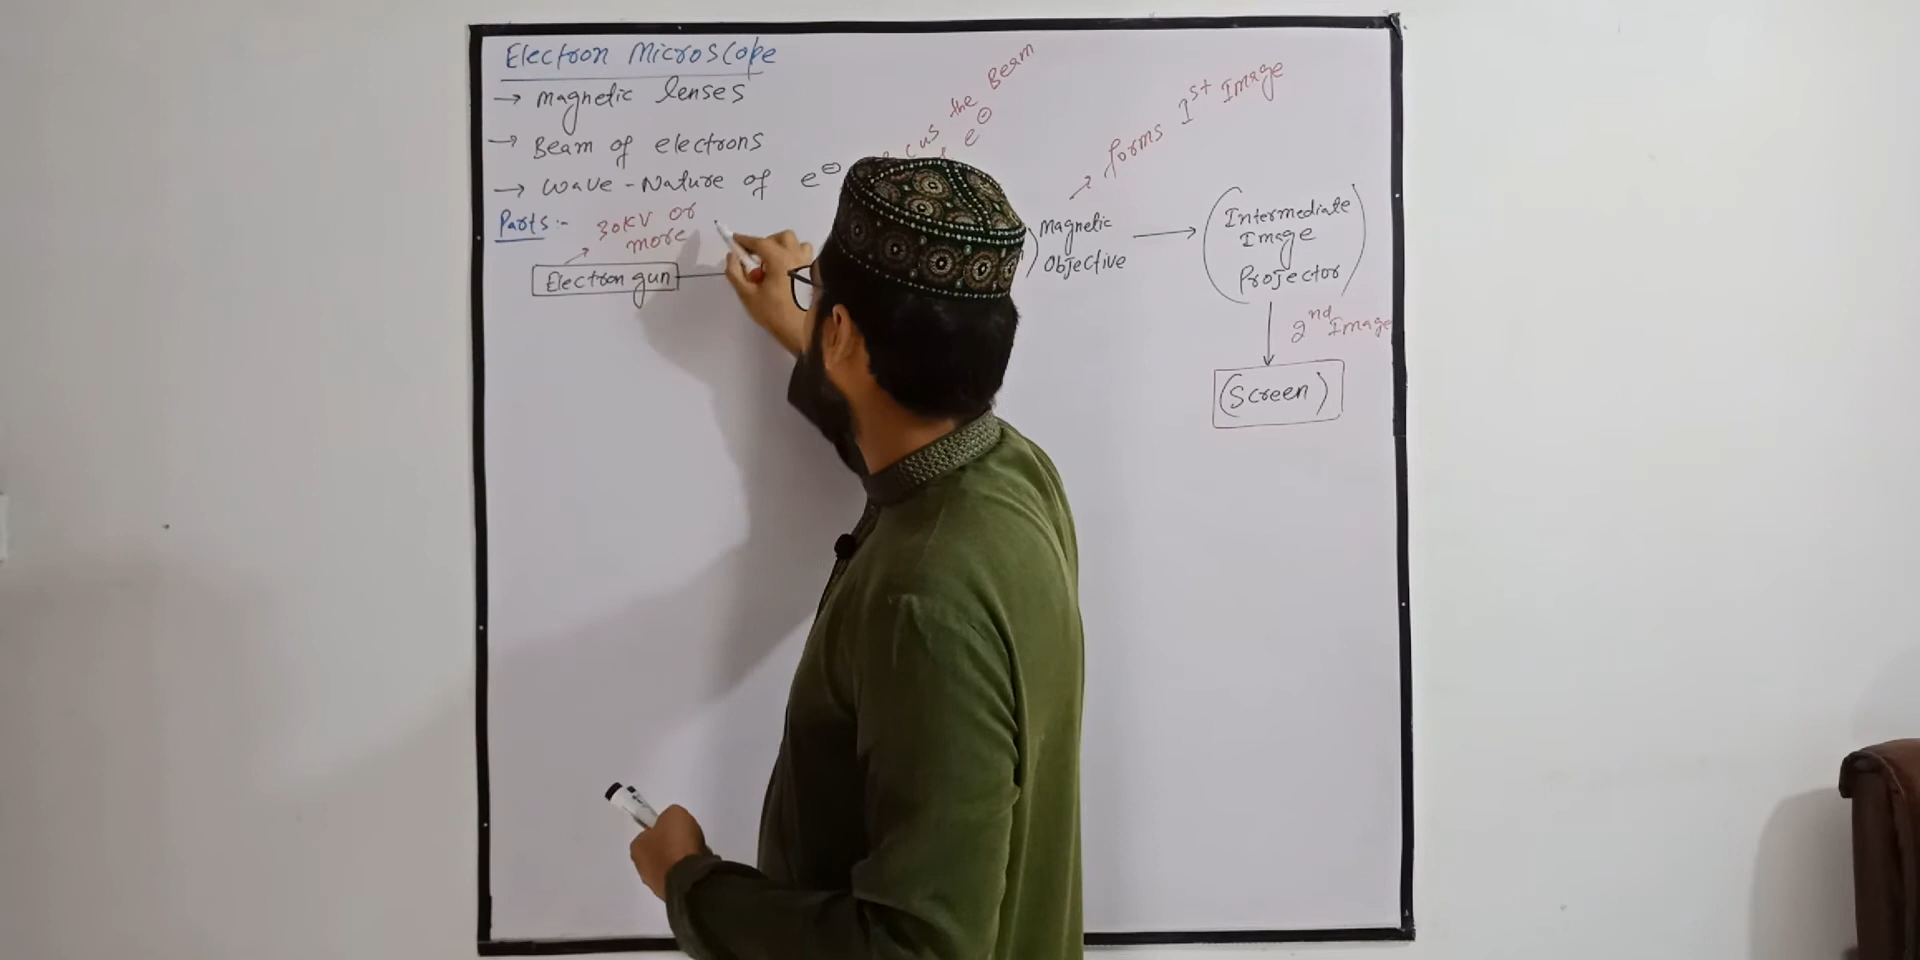 Electron Microscope
→ Magnetic lenses
→ Beam of electrons
→ Wave-Nature of e⊖
Parts:-
30KV or
more
Electron gun
the Beam
e⊖
Magnetic
Objective
forms 1st Image
(Intermediate
Image
Projector)
2nd Image
(Screen)